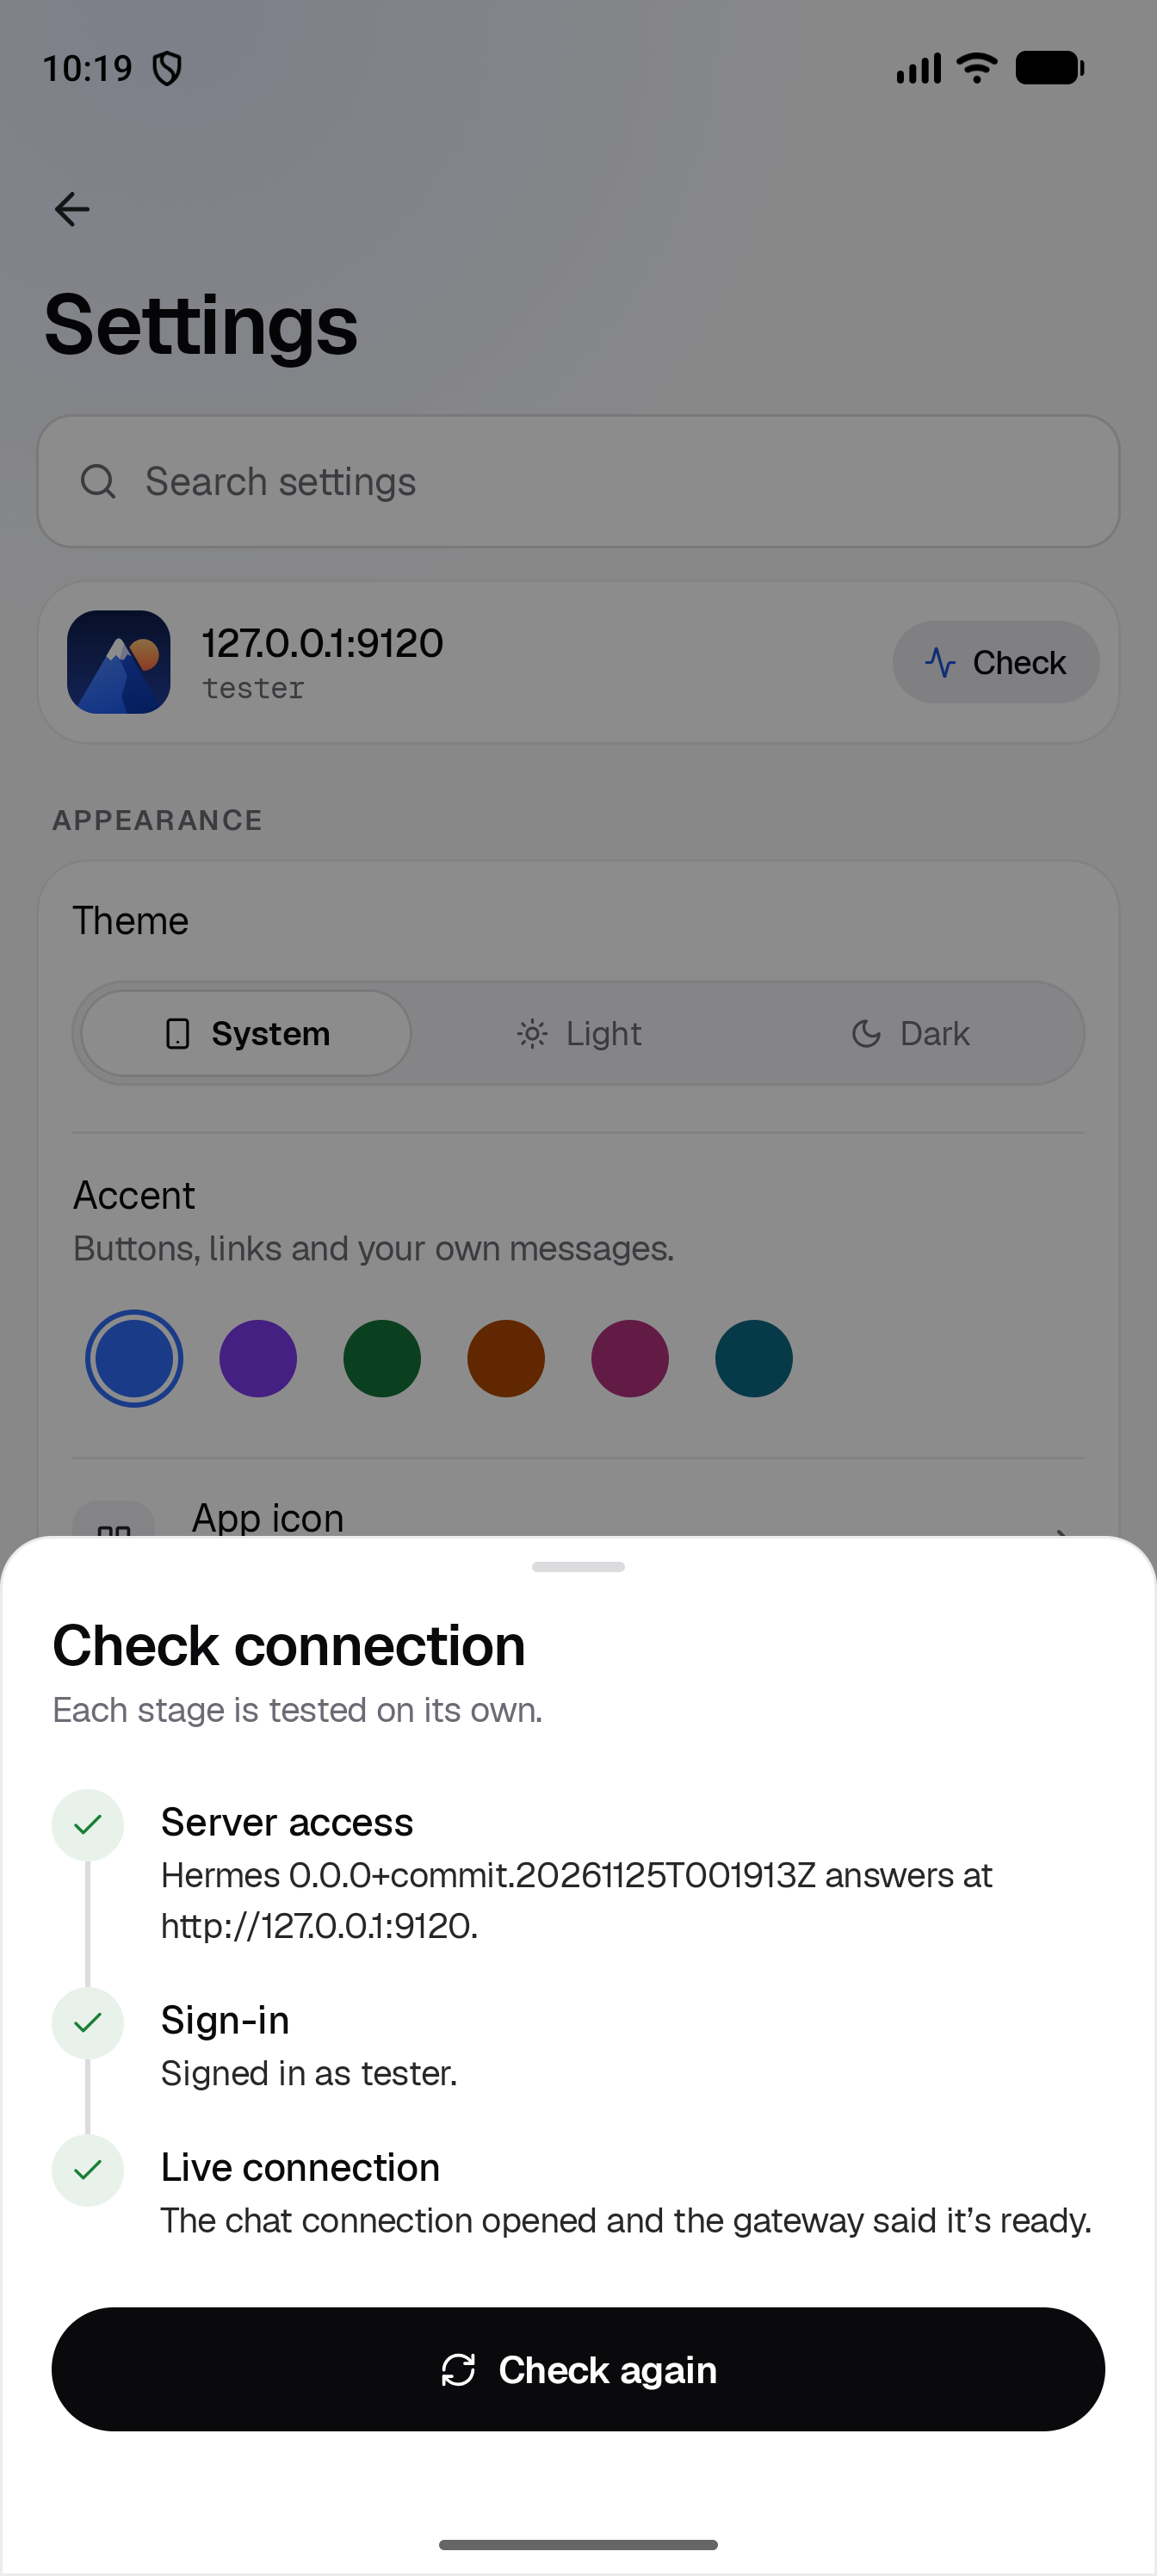 10:19
Settings
Search settings
127.0.0.1:9120
tester
Check
APPEARANCE
Theme
System
Light
Dark
Accent
Buttons, links and your own messages.
App icon
Check connection
Each stage is tested on its own.
Server access
Hermes 0.0.0+commit.20261125T001913Z answers at
http://127.0.0.1:9120.
Sign-in
Signed in as tester.
Live connection
The chat connection opened and the gateway said it’s ready.
Check again